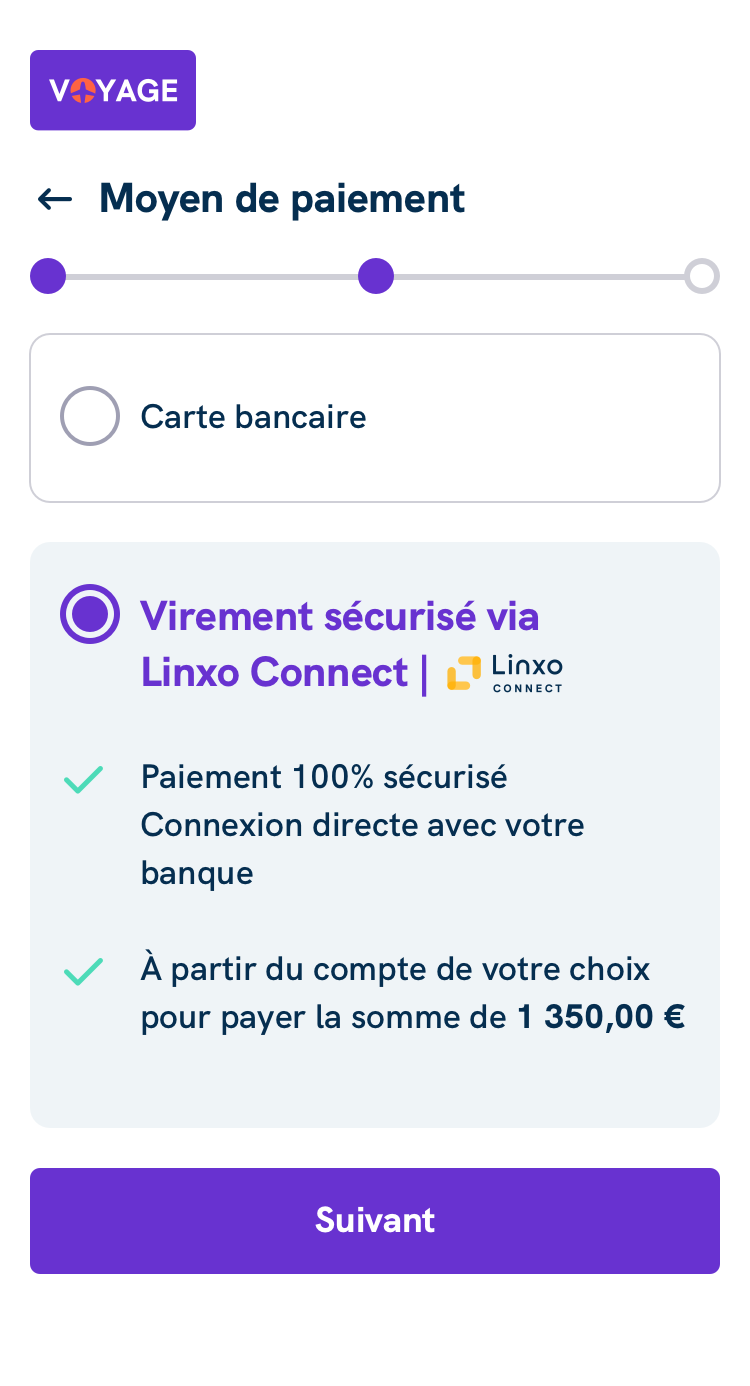 VOYAGE
Moyen de paiement
Carte bancaire
Virement sécurisé via
Linxo Connect | Linxo
CONNECT
Paiement 100% sécurisé
Connexion directe avec votre
banque
À partir du compte de votre choix
pour payer la somme de 1 350,00 €
Suivant